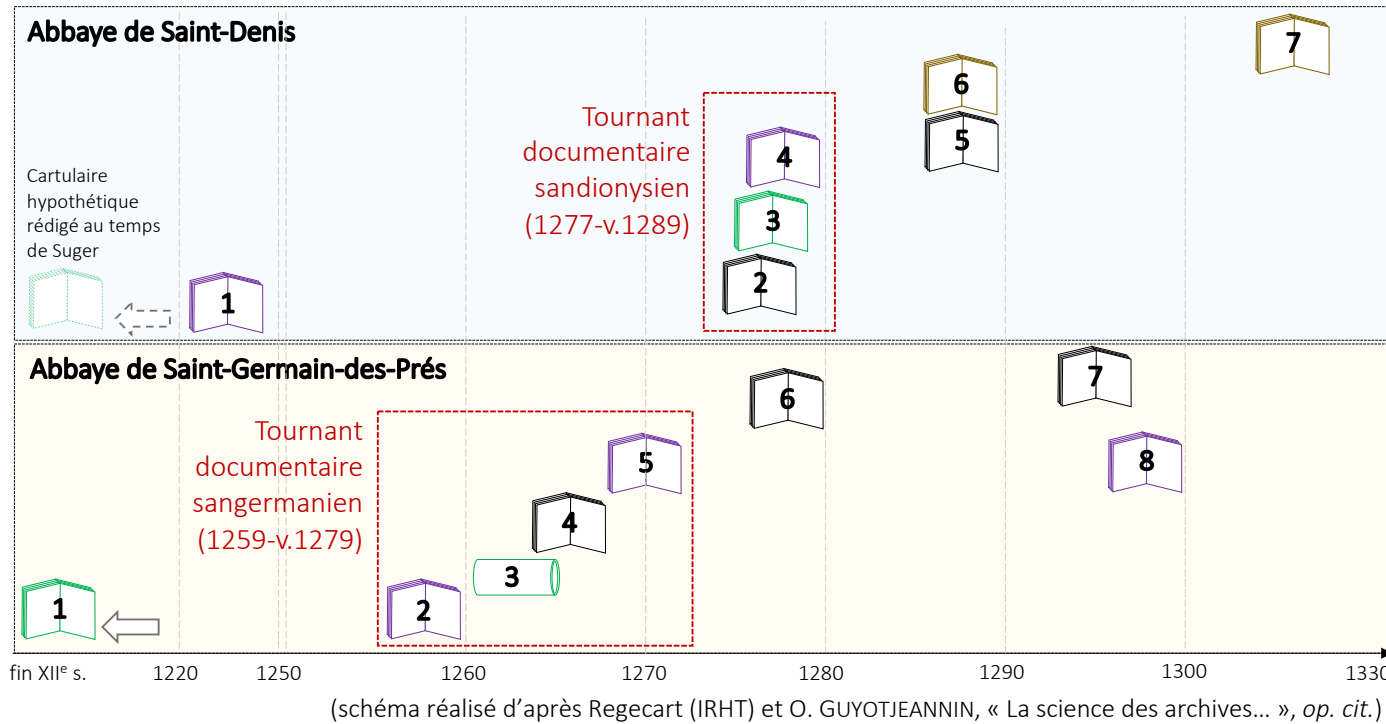 Abbaye de Saint-Denis
7
6
5
Tournant
documentaire
sandionysien
(1277-v.1289)
4
3
2
Cartulaire
hypothétique
rédigé au temps
de Suger
1
Abbaye de Saint-Germain-des-Prés
7
6
8
Tournant
documentaire
sangermanien
(1259-v.1279)
5
4
3
2
1
fin XIIᵉ s. 1220 1250 1260 1270 1280 1290 1300 1330
(schéma réalisé d’après Regecart (IRHT) et O. GUYOTJEANNIN, « La science des archives... », op. cit.)